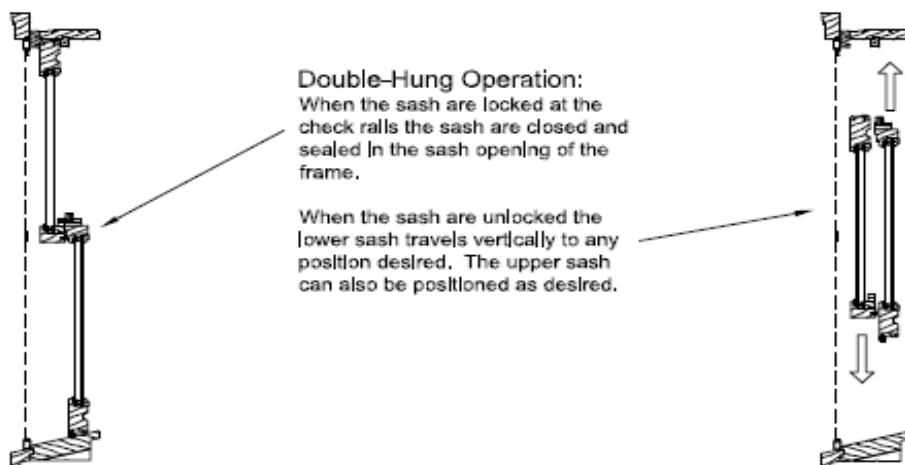 Double-Hung Operation:
When the sash are locked at the
check rails the sash are closed and
sealed in the sash opening of the
frame.
When the sash are unlocked the
lower sash travels vertically to any
position desired. The upper sash
can also be positioned as desired.